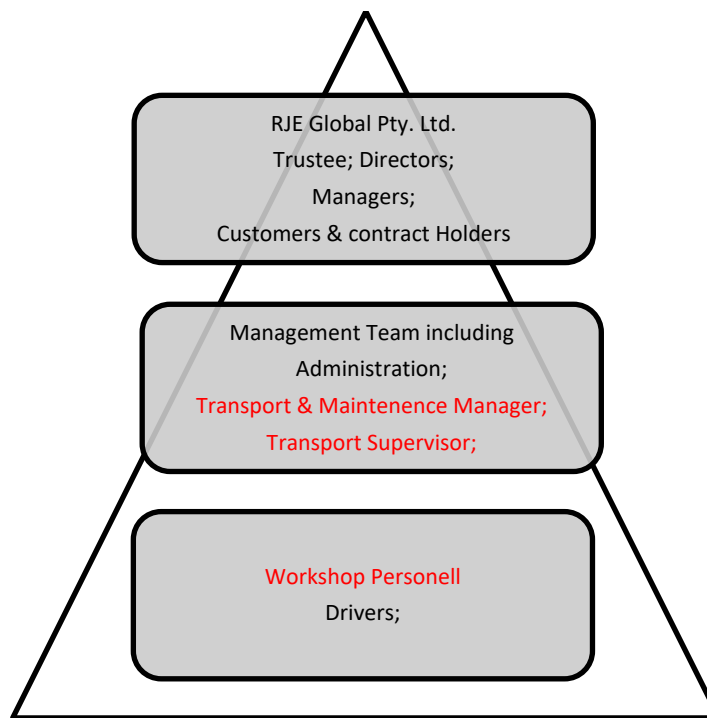 RJE Global Pty. Ltd.
Trustee; Directors;
Managers;
Customers & contract Holders
Management Team including
Administration;
Transport & Maintenence Manager;
Transport Supervisor;
Workshop Personell
Drivers;